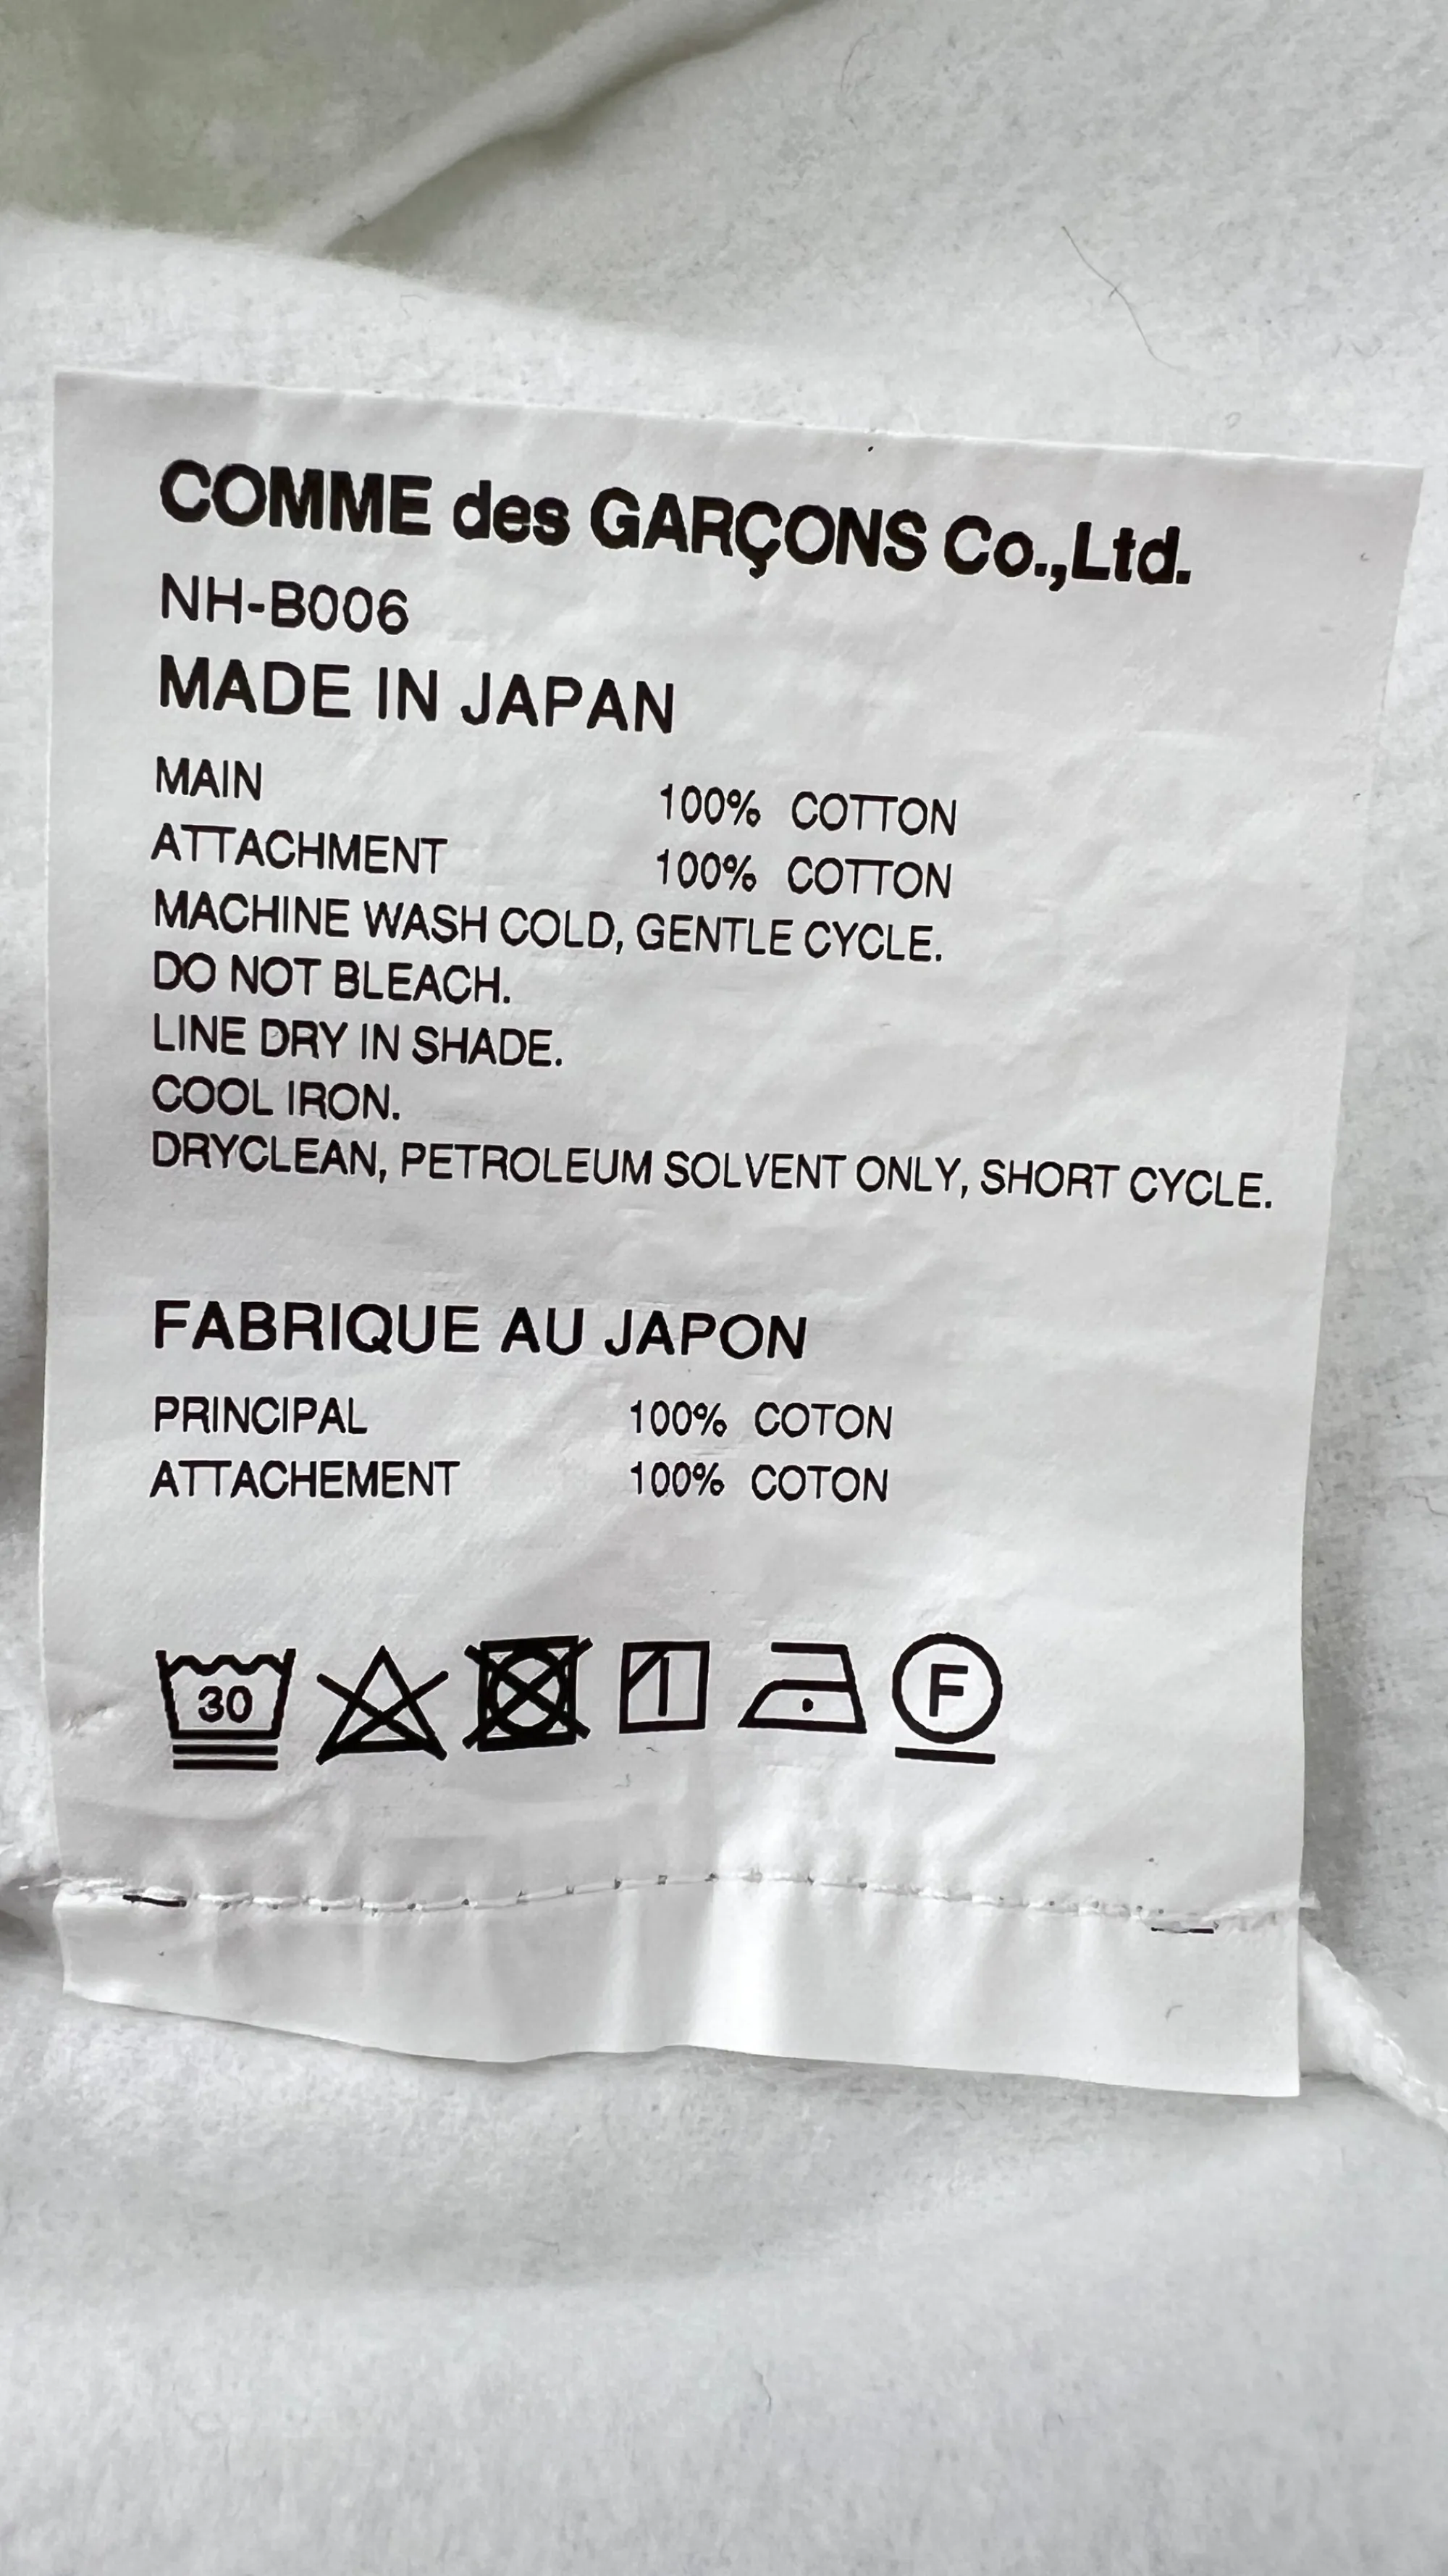 COMME des GARÇONS Co.,Ltd.
NH-B006
MADE IN JAPAN
MAIN 100% COTTON
ATTACHMENT 100% COTTON
MACHINE WASH COLD, GENTLE CYCLE.
DO NOT BLEACH.
LINE DRY IN SHADE.
COOL IRON.
DRYCLEAN, PETROLEUM SOLVENT ONLY, SHORT CYCLE.
FABRIQUE AU JAPON
PRINCIPAL 100% COTON
ATTACHEMENT 100% COTON
30 F